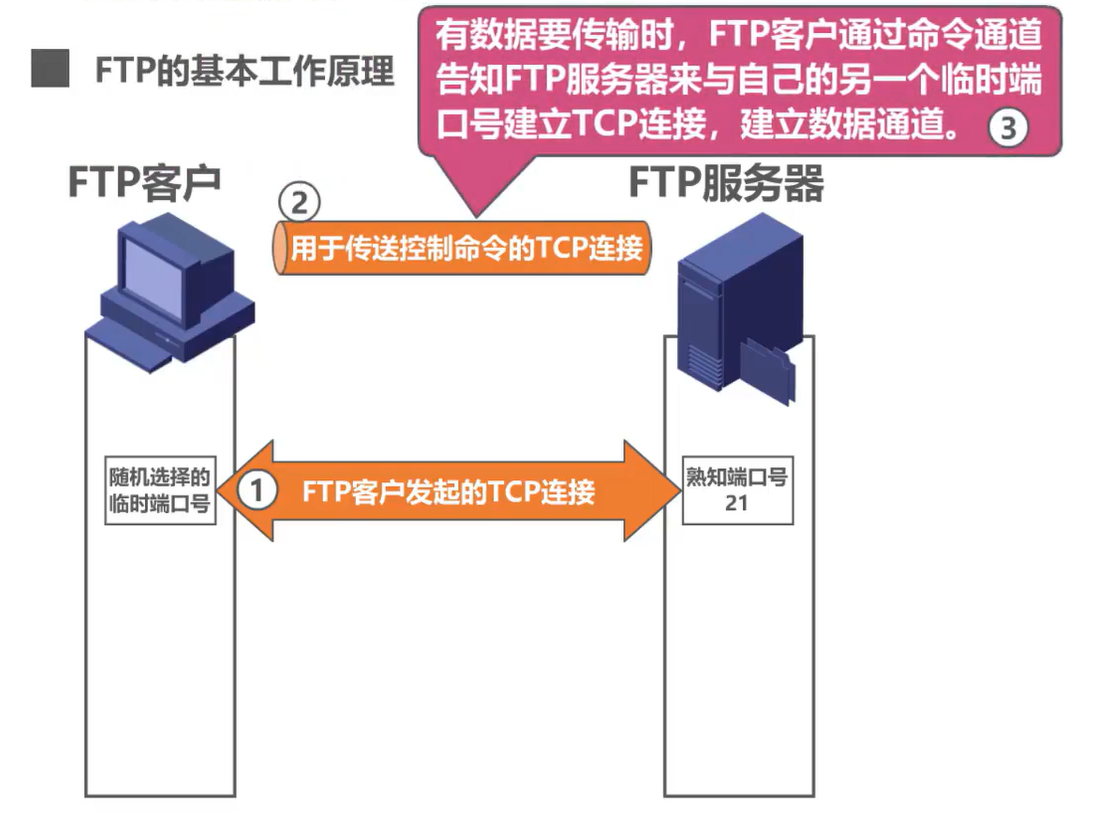 FTP的基本工作原理
有数据要传输时，FTP客户通过命令通道
告知FTP服务器来与自己的另一个临时端
口号建立TCP连接，建立数据通道。 ③
FTP客户
FTP服务器
②
用于传送控制命令的TCP连接
随机选择的
临时端口号
① FTP客户发起的TCP连接
熟知端口号
21